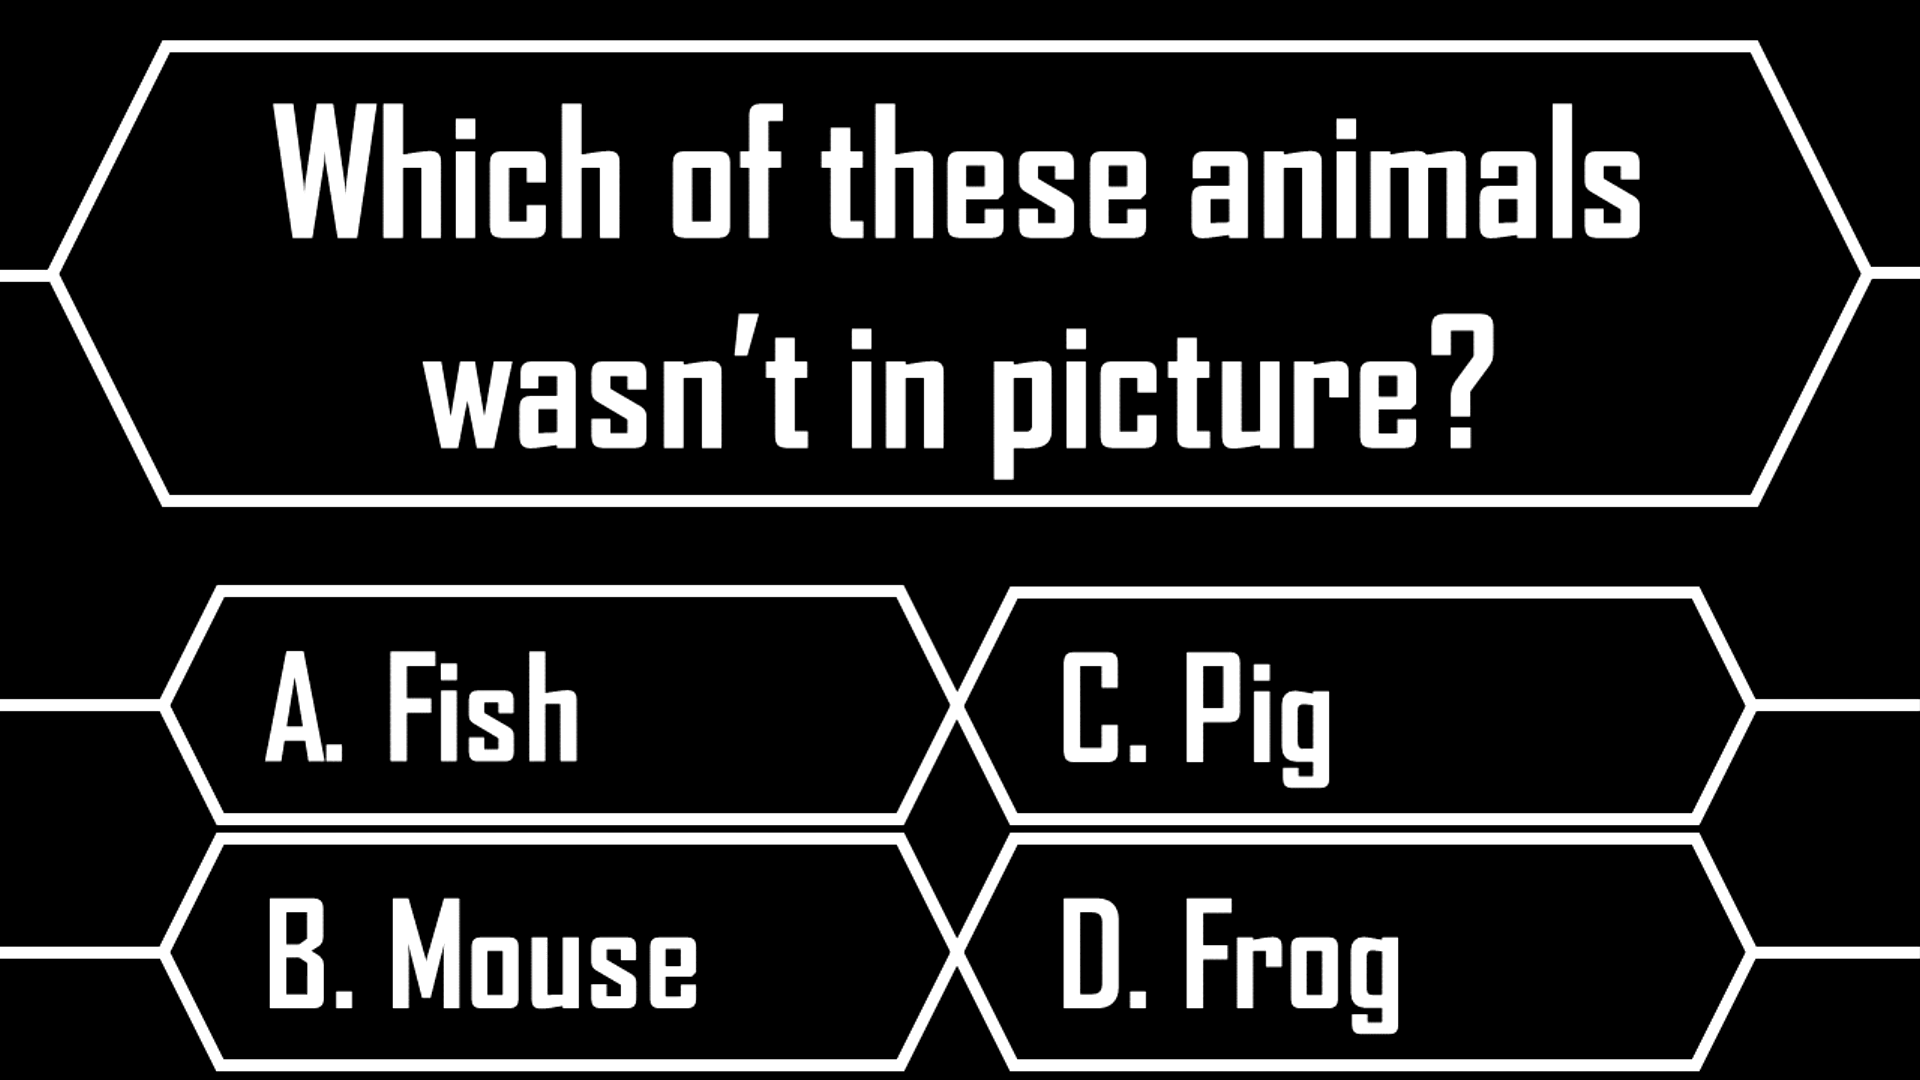 Which of these animals
wasn't in picture?
A. Fish
C. Pig
B. Mouse
D. Frog